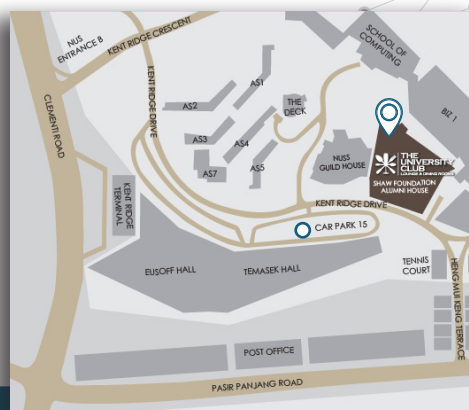 SCHOOL OF
COMPUTING
NUS
ENTRANCE B
KENT RIDGE CRESCENT
CLEMENTI ROAD
KENT RIDGE DRIVE
AS1
AS2
THE
DECK
AS3
AS4
AS5
AS7
BIZ 1
NUSS
GUILD HOUSE
THE
UNIVERSITY
CLUB
LOUNGE & DINING ROOMS
SHAW FOUNDATION
ALUMNI HOUSE
KENT RIDGE
TERMINAL
KENT RIDGE DRIVE
CAR PARK 15
EUSOFF HALL
TEMASEK HALL
TENNIS
COURT
HENG MUI KENG TERRACE
POST OFFICE
PASIR PANJANG ROAD